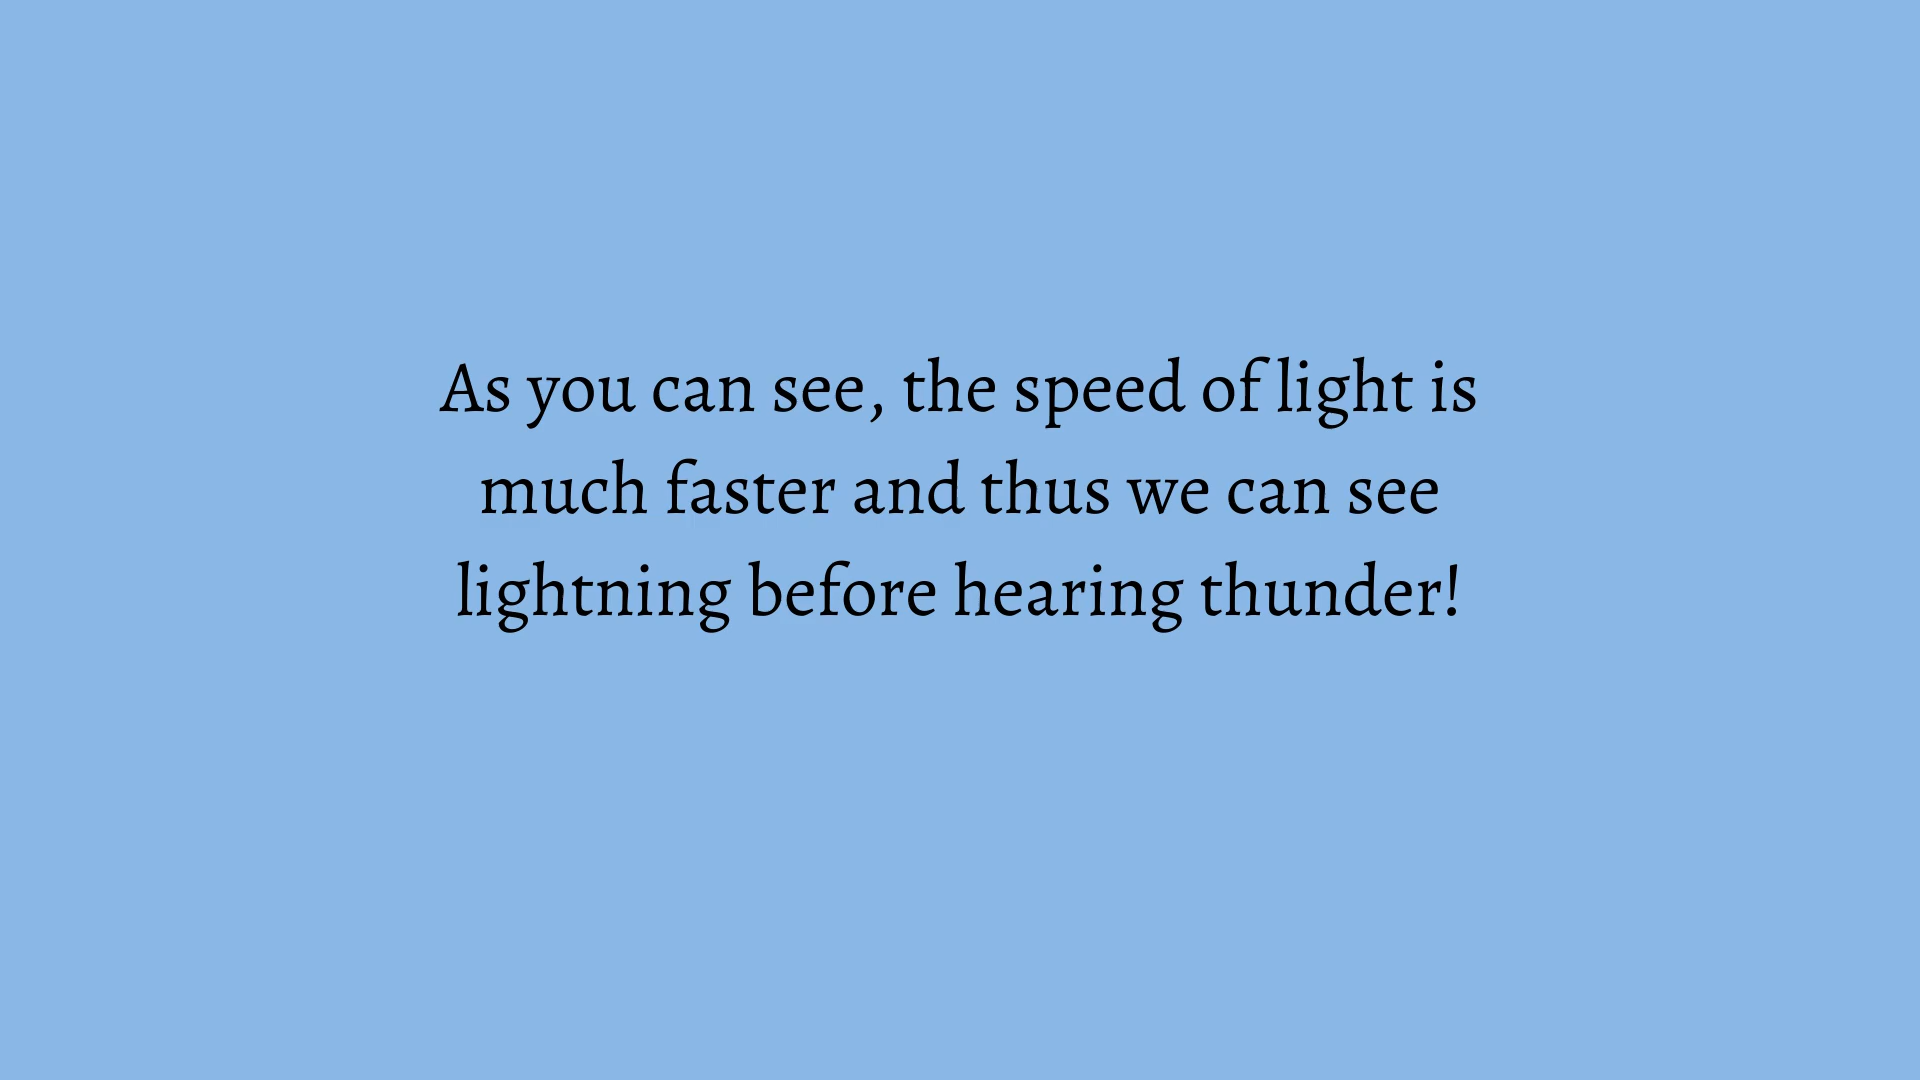 As you can see, the speed of light is
much faster and thus we can see
lightning before hearing thunder!